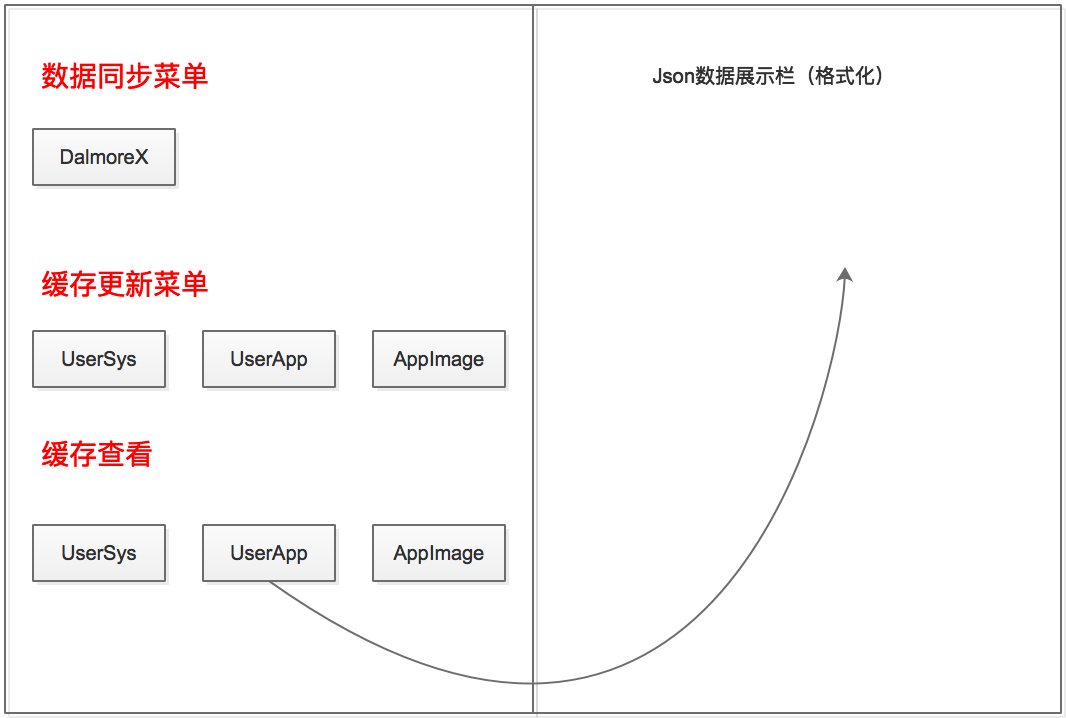 数据同步菜单
DalmoreX
缓存更新菜单
UserSys
UserApp
AppImage
缓存查看
UserSys
UserApp
AppImage
Json数据展示栏（格式化）